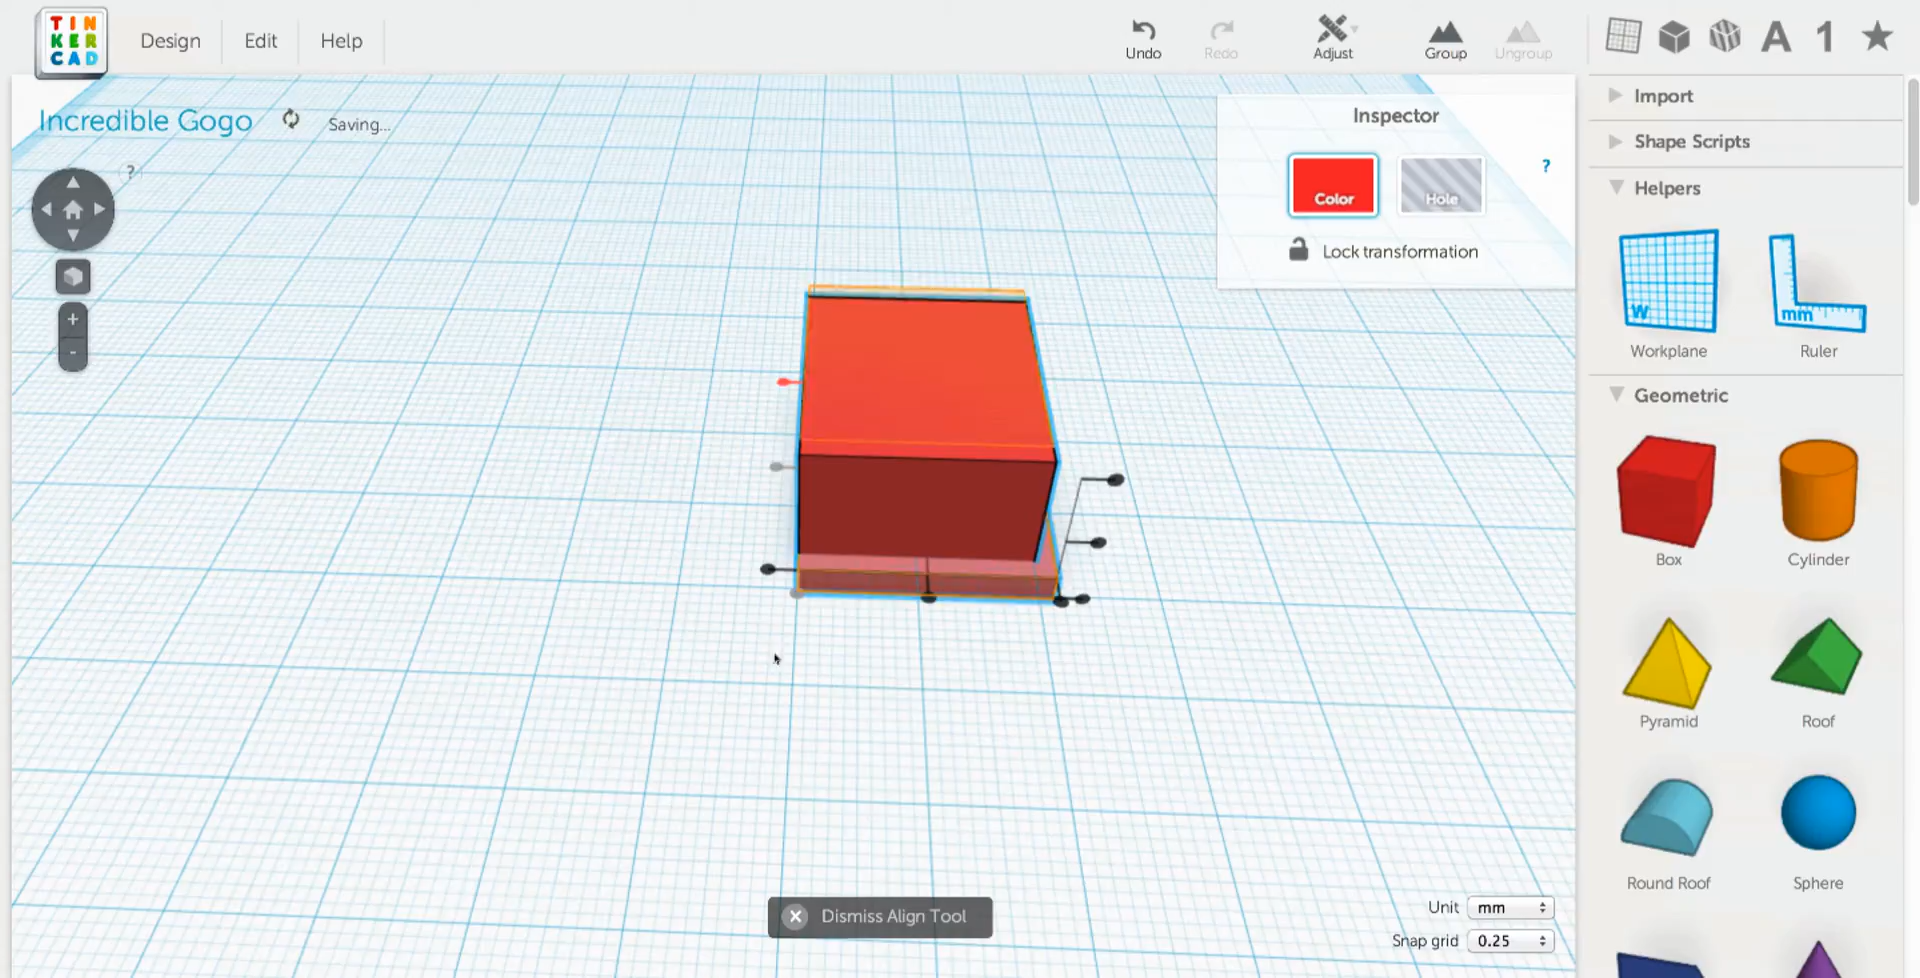 TIN
KER
CAD
Design
Edit
Help
Undo
Redo
Adjust
Group
Ungroup
A
1
Incredible Gogo
Saving...
?
Inspector
Color
Hole
?
Lock transformation
Import
Shape Scripts
Helpers
W
mm
Workplane
Ruler
Geometric
Box
Cylinder
Pyramid
Roof
Round Roof
Sphere
Dismiss Align Tool
Unit mm
Snap grid 0.25